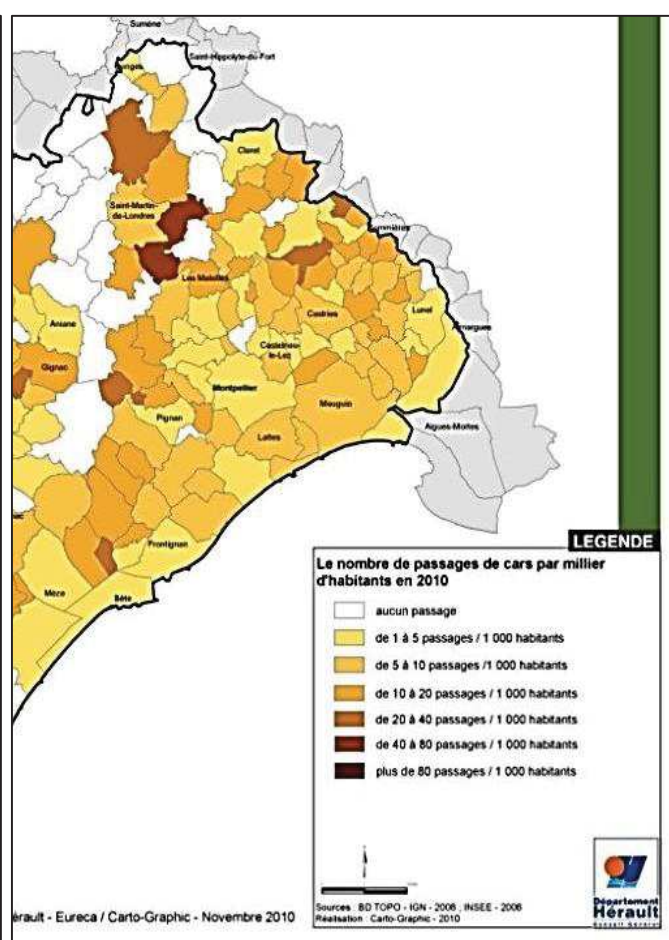 Sumène
Saint-Hippolyte-du-Fort
Claret
Saint-Martin-
de-Londres
Les Matelles
Aniane
Lunel
Castries
Castelnau-
le-Lez
Gignac
Montpellier
Mauguio
Pignan
Aigues-Mortes
Lattes
Frontignan
Mèze
Sète
LEGENDE
Le nombre de passages de cars par millier
d'habitants en 2010
aucun passage
de 1 à 5 passages / 1 000 habitants
de 5 à 10 passages /1 000 habitants
de 10 à 20 passages / 1 000 habitants
de 20 à 40 passages / 1 000 habitants
de 40 à 80 passages / 1 000 habitants
plus de 80 passages / 1 000 habitants
érault - Eureca / Carto-Graphic - Novembre 2010
Sources : BD TOPO - IGN - 2006 ; INSEE - 2006
Réalisation : Carto-Graphic - 2010
Département
Hérault
Conseil Général